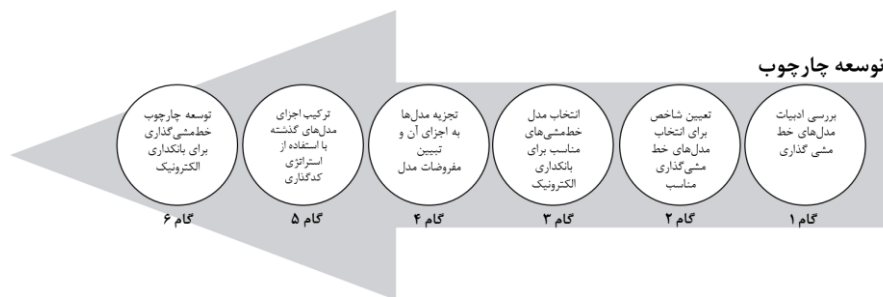 توسعه چارچوب
بررسی ادبیات
مدل‌های خط
مشی گذاری
گام ۱
تعیین شاخص
برای انتخاب
مدل‌های خط
مشی‌گذاری
مناسب
گام ۲
انتخاب مدل
خط‌مشی‌های
مناسب برای
بانکداری
الکترونیک
گام ۳
تجزیه مدل‌ها
به اجزای آن و
تبیین
مفروضات مدل
گام ۴
ترکیب اجزای
مدل‌های گذشته
با استفاده از
استراتژی
کدگذاری
گام ۵
توسعه چارچوب
خط‌مشی‌گذاری
برای بانکداری
الکترونیک
گام ۶